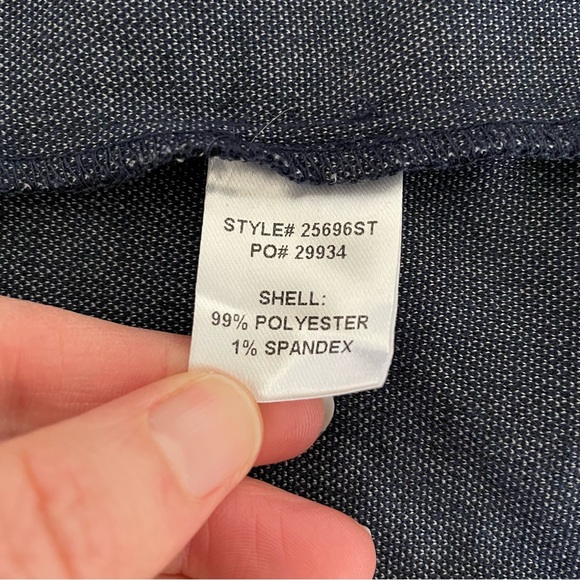 STYLE# 25696ST
PO# 29934
SHELL:
99% POLYESTER
1% SPANDEX